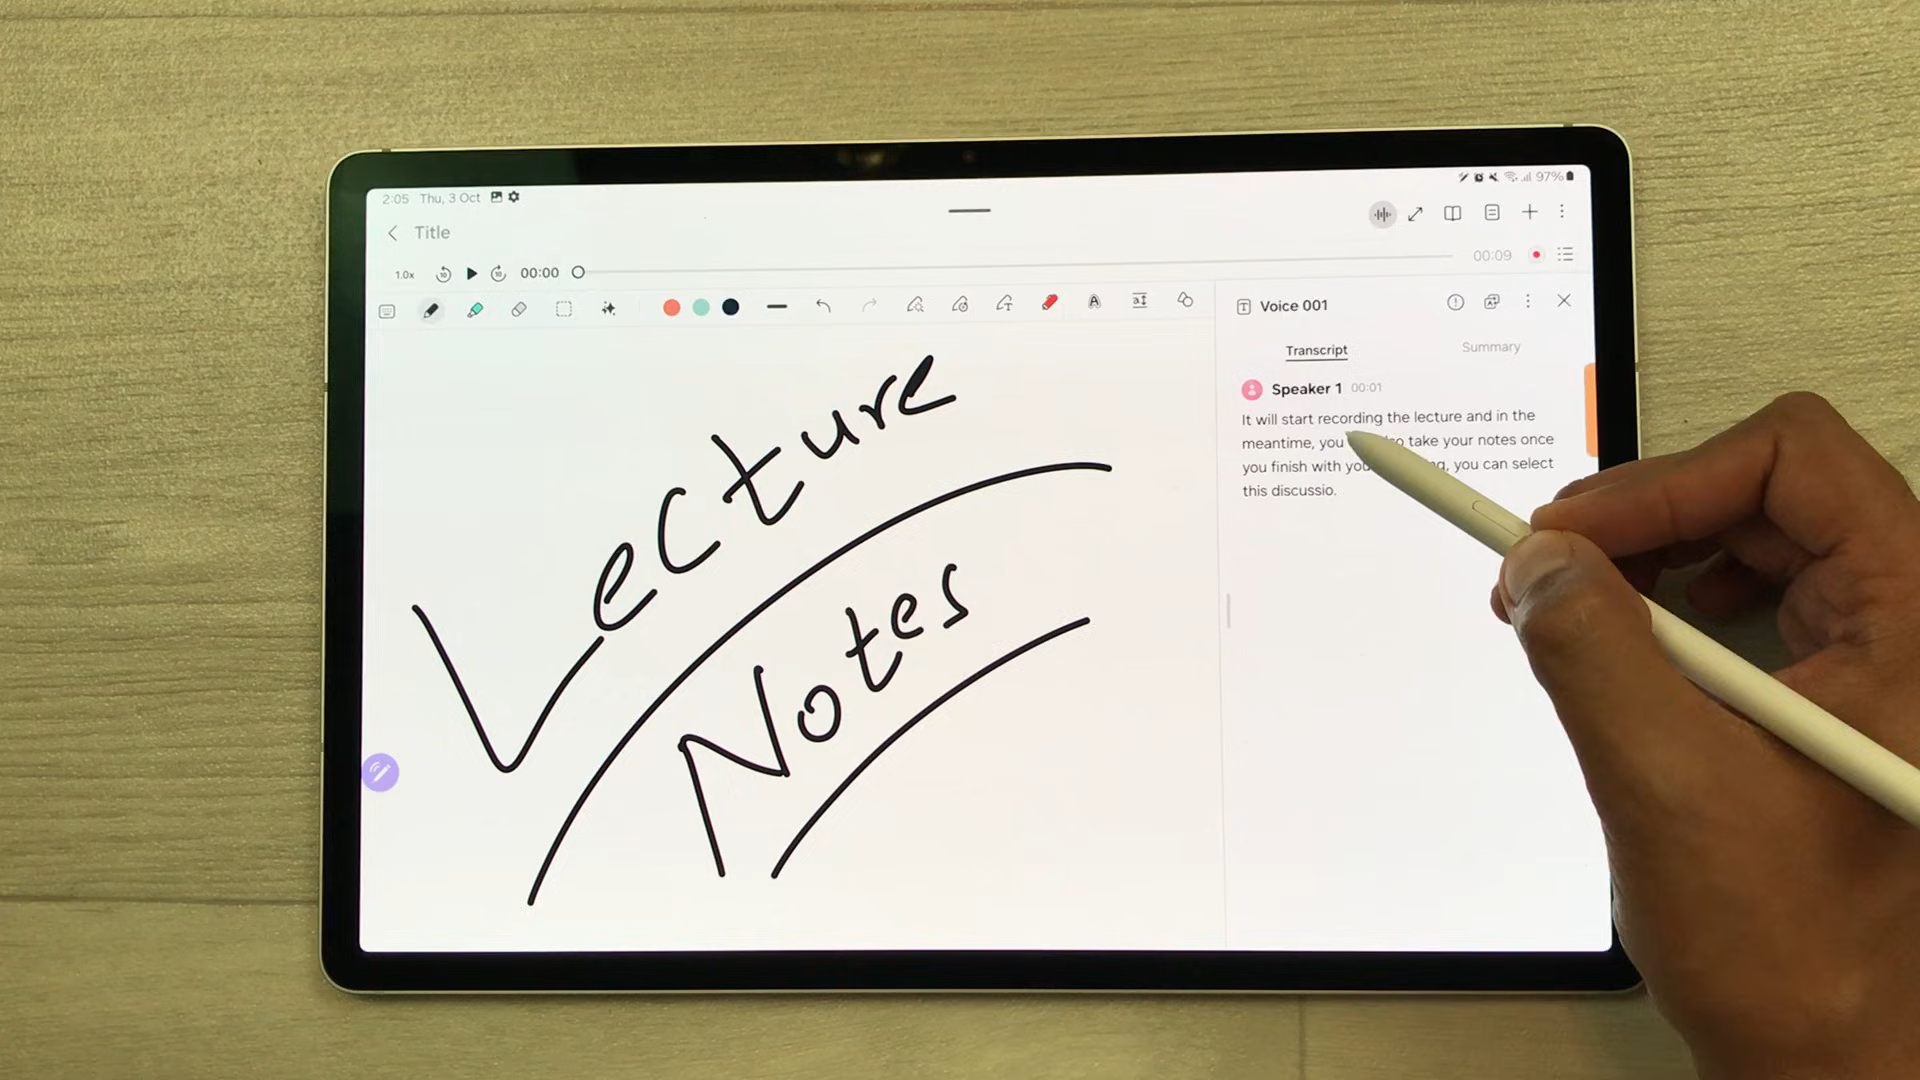 2:05 Thu, 3 Oct
97%
Title
1.0x 00:00
00:09
Voice 001
Transcript Summary
Speaker 1 00:01
It will start recording the lecture and in the
meantime, you take your notes once
you finish with you, you can select
this discussio.
Lecture
Notes